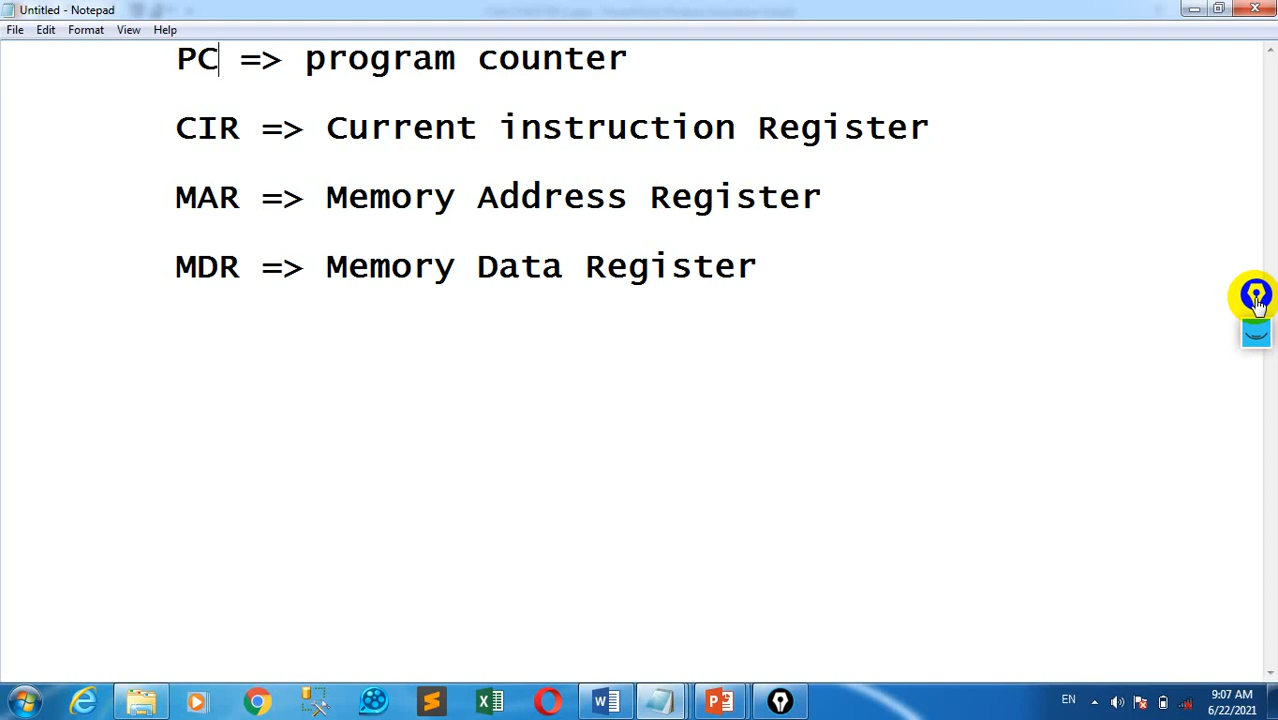 Untitled - Notepad
File Edit Format View Help
PC => program counter
CIR => Current instruction Register
MAR => Memory Address Register
MDR => Memory Data Register
EN
9:07 AM
6/22/2021